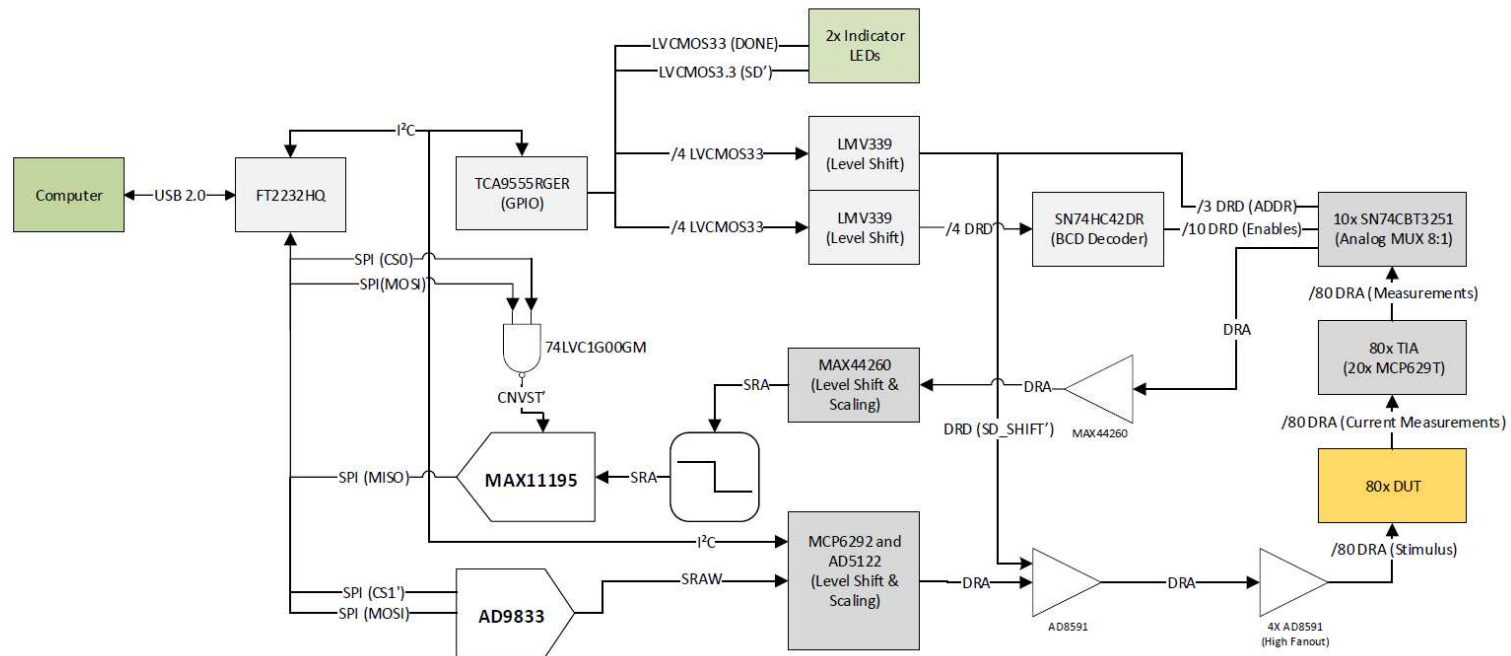 LVCMOS33 (DONE)
LVCMOS3.3 (SD')
2x Indicator
LEDs
I²C
Computer
USB 2.0
FT2232HQ
TCA9555RGER
(GPIO)
/4 LVCMOS33
LMV339
(Level Shift)
/4 LVCMOS33
LMV339
(Level Shift)
/4 DRD
SN74HC42DR
(BCD Decoder)
/3 DRD (ADDR)
/10 DRD (Enables)
10x SN74CBT3251
(Analog MUX 8:1)
SPI (CS0)
SPI(MOSI)
74LVC1G00GM
CNVST'
/80 DRA (Measurements)
DRA
80x TIA
(20x MCP629T)
MAX44260
(Level Shift &
Scaling)
SRA
DRA
MAX44260
/80 DRA (Current Measurements)
DRD (SD_SHIFT')
SPI (MISO)
MAX11195
SRA
80x DUT
I²C
MCP6292 and
AD5122
(Level Shift &
Scaling)
/80 DRA (Stimulus)
SPI (CS1')
SPI (MOSI)
AD9833
SRAW
DRA
AD8591
DRA
4X AD8591
(High Fanout)